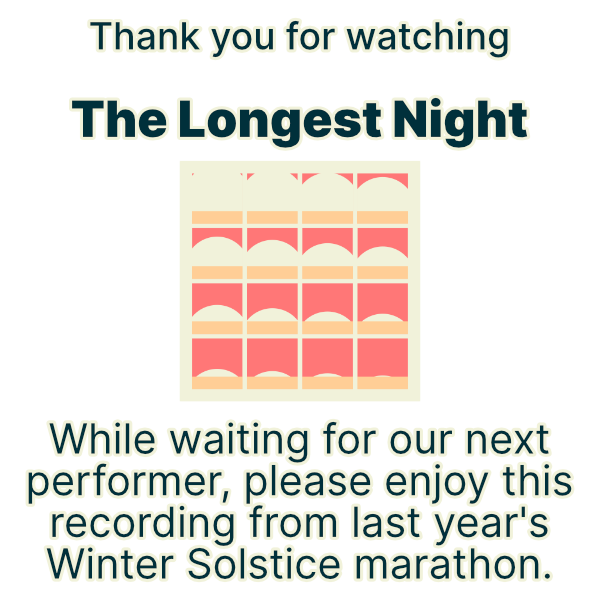 Thank you for watching
The Longest Night
While waiting for our next
performer, please enjoy this
recording from last year's
Winter Solstice marathon.